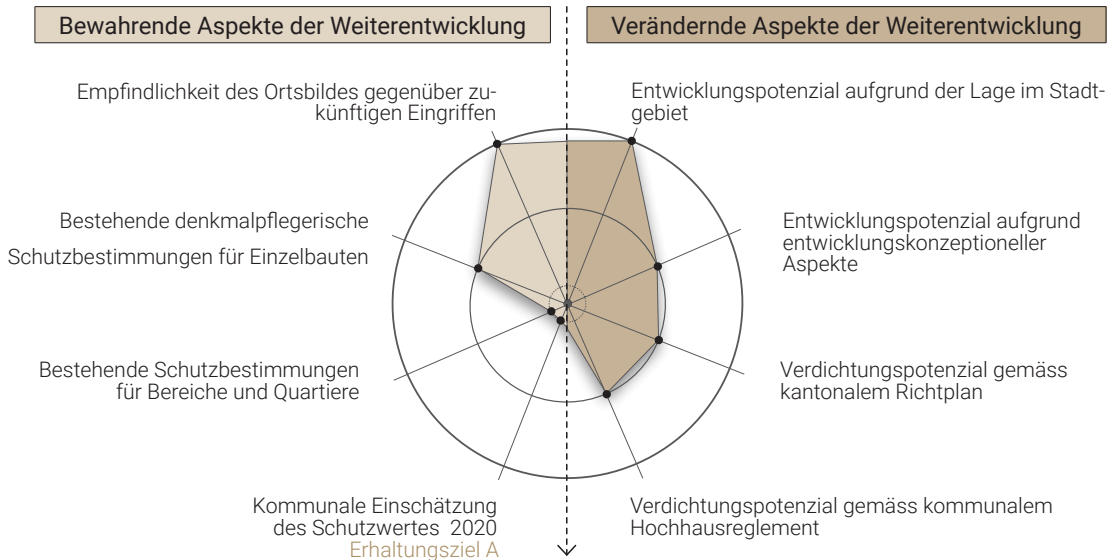 Bewahrende Aspekte der Weiterentwicklung
Verändernde Aspekte der Weiterentwicklung
Empfindlichkeit des Ortsbildes gegenüber zu-
künftigen Eingriffen
Entwicklungspotenzial aufgrund der Lage im Stadt-
gebiet
Bestehende denkmalpflegerische
Schutzbestimmungen für Einzelbauten
Entwicklungspotenzial aufgrund
entwicklungskonzeptioneller
Aspekte
Bestehende Schutzbestimmungen
für Bereiche und Quartiere
Verdichtungspotenzial gemäss
kantonalem Richtplan
Kommunale Einschätzung
des Schutzwertes 2020
Erhaltungsziel A
Verdichtungspotenzial gemäss kommunalem
Hochhausreglement